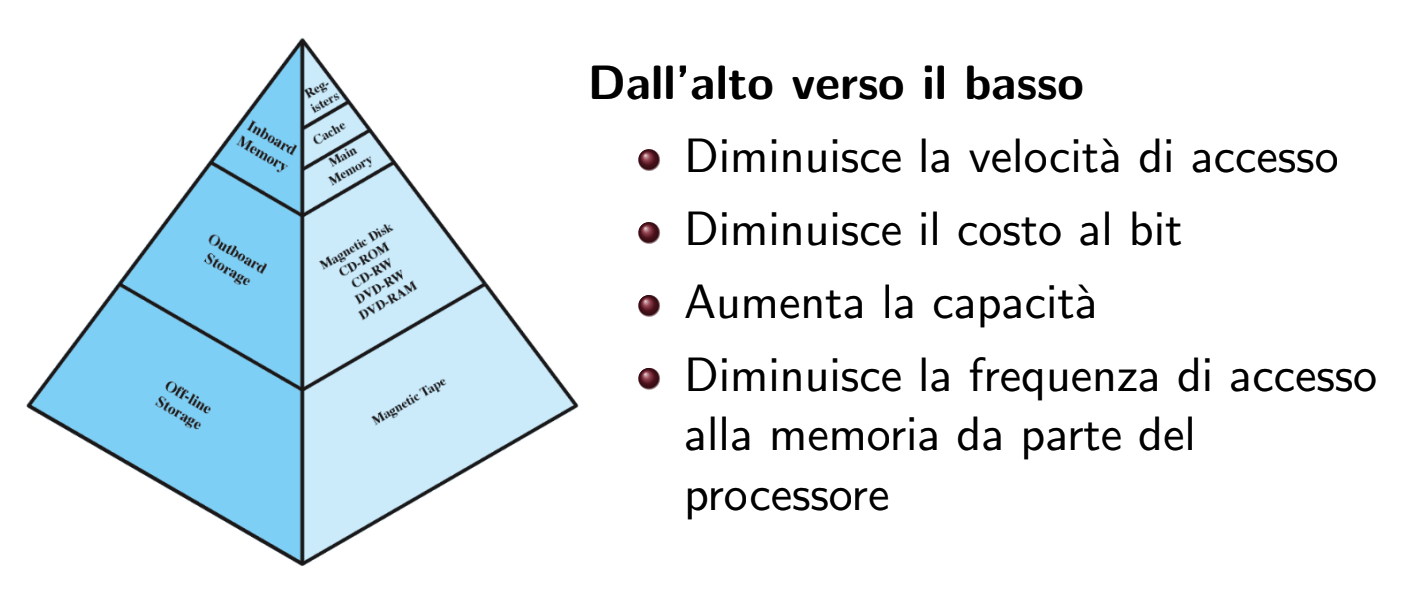 Reg-
isters
Cache
Main
Memory
Inboard
Memory
Magnetic Disk
CD-ROM
CD-RW
DVD-RW
DVD-RAM
Outboard
Storage
Magnetic Tape
Off-line
Storage
Dall'alto verso il basso
Diminuisce la velocità di accesso
Diminuisce il costo al bit
Aumenta la capacità
Diminuisce la frequenza di accesso
alla memoria da parte del
processore